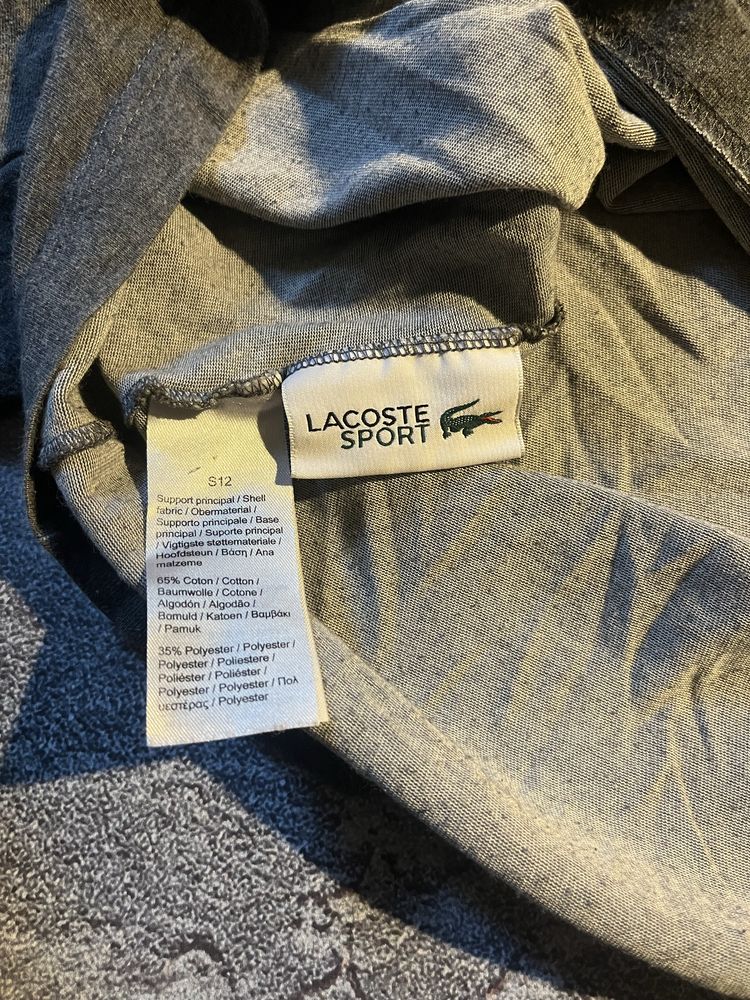 LACOSTE
SPORT
S12
Support principal / Shell
fabric / Obermaterial /
Supporto principale / Base
principal / Suporte principal
/ Vigtigste støttemateriale /
Hoofdsteun / Βάση / Ana
malzeme
65% Coton / Cotton /
Baumwolle / Cotone /
Algodón / Algodão /
Bomuld / Katoen / Βαμβάκι
/ Pamuk
35% Polyester / Polyester /
Polyester / Poliestere /
Poliéster / Poliéster /
Polyester / Polyester / Πολ
υεστέρας / Polyester